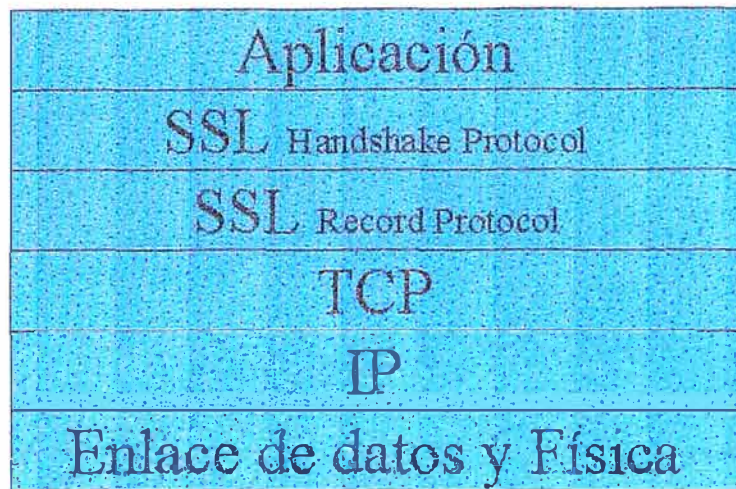 Aplicación
SSL Handshake Protocol
SSL Record Protocol
TCP
IP
Enlace de datos y Física